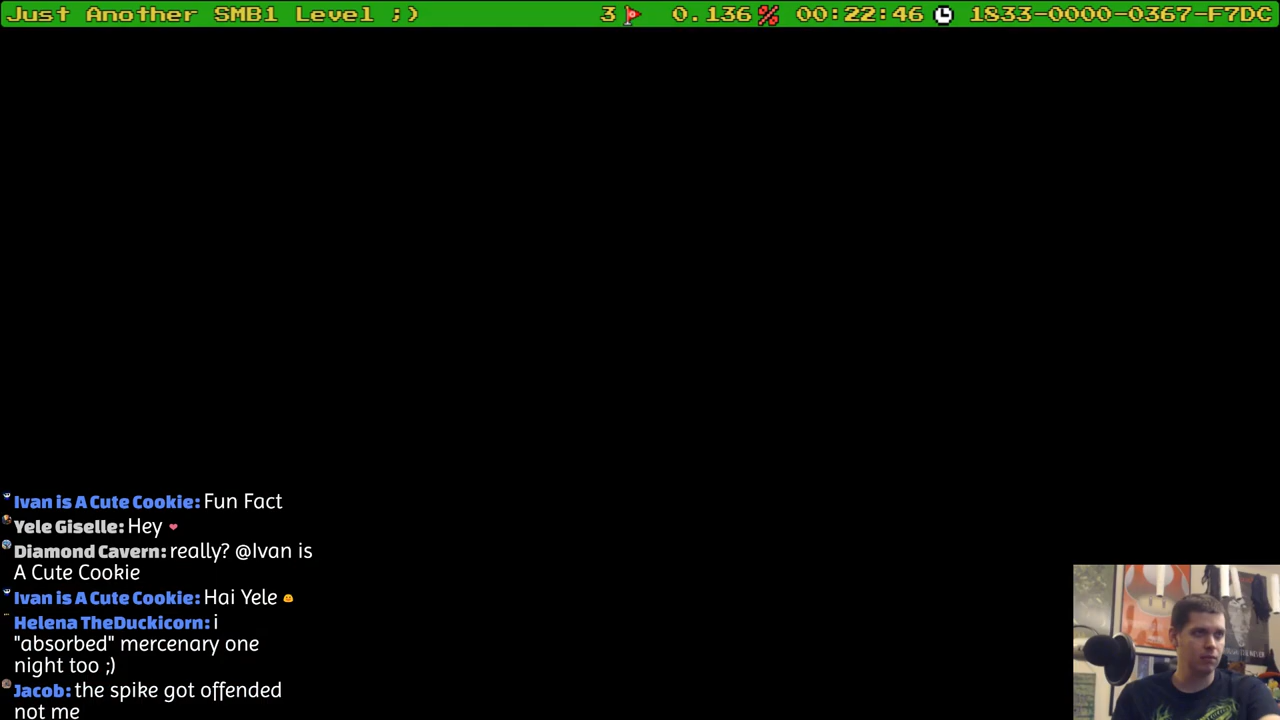 Just Another SMB1 Level ;) 3 0.136% 00:22:46 1833-0000-0367-F7DC
Ivan is A Cute Cookie: Fun Fact
Yele Giselle: Hey
Diamond Cavern: really? @Ivan is
A Cute Cookie
Ivan is A Cute Cookie: Hai Yele
Helena TheDuckicorn: i
"absorbed" mercenary one
night too ;)
Jacob: the spike got offended
not me